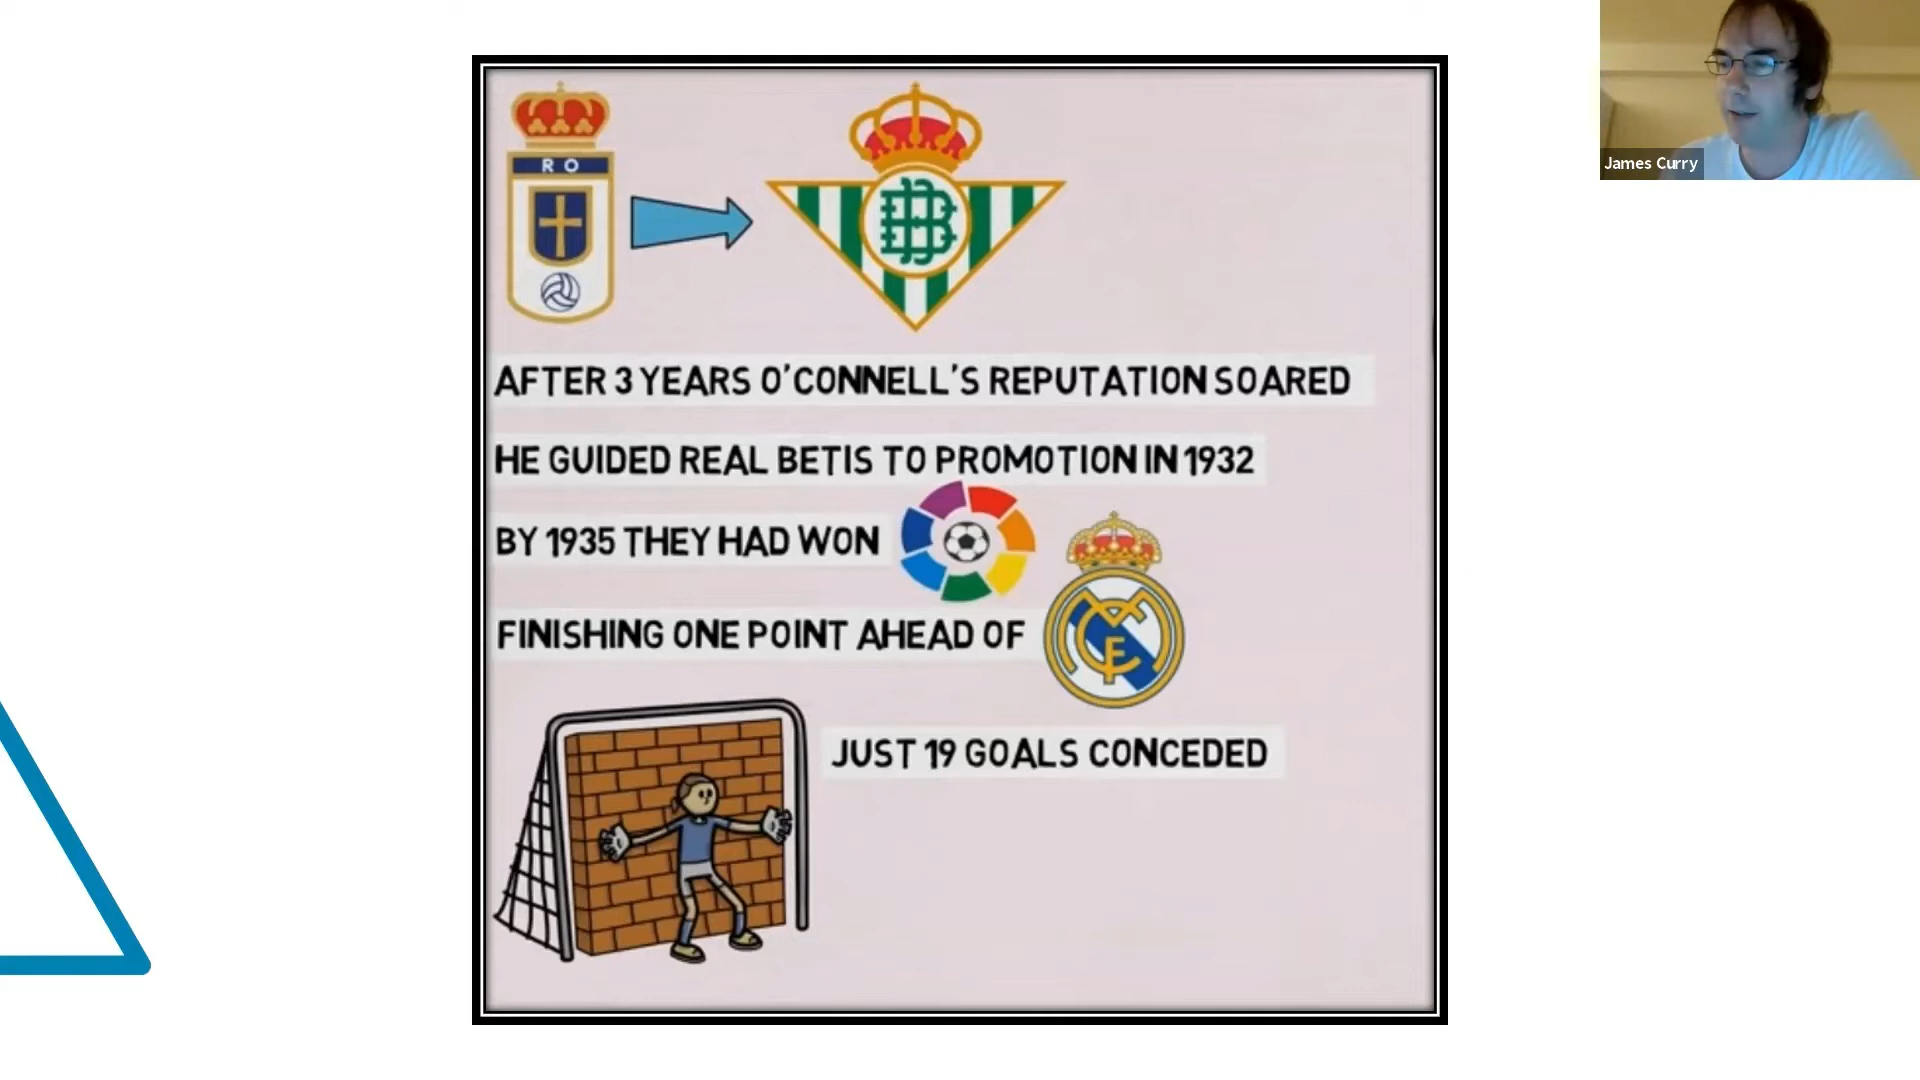 R O
AFTER 3 YEARS O'CONNELL'S REPUTATION SOARED
HE GUIDED REAL BETIS TO PROMOTION IN 1932
BY 1935 THEY HAD WON
FINISHING ONE POINT AHEAD OF
JUST 19 GOALS CONCEDED
James Curry